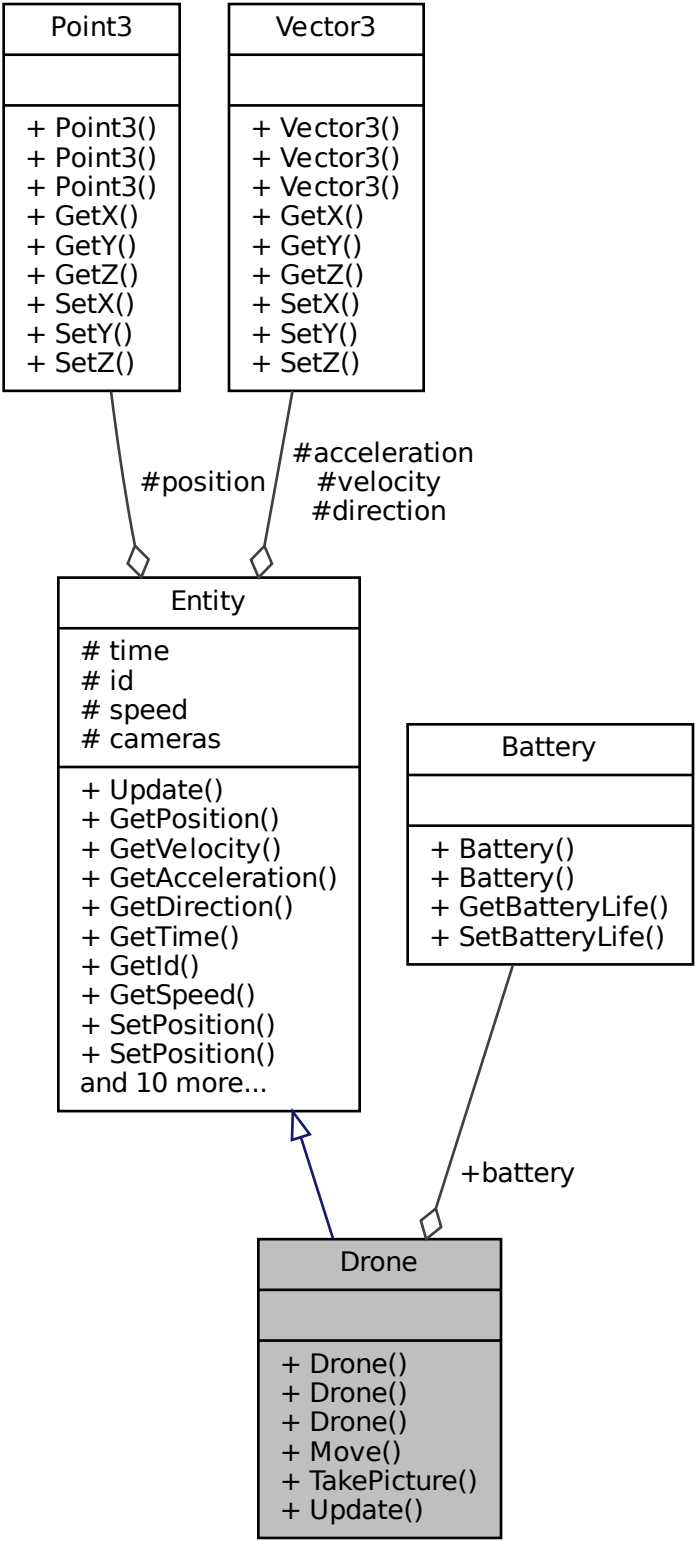 Point3
+ Point3()
+ Point3()
+ Point3()
+ GetX()
+ GetY()
+ GetZ()
+ SetX()
+ SetY()
+ SetZ()
Vector3
+ Vector3()
+ Vector3()
+ Vector3()
+ GetX()
+ GetY()
+ GetZ()
+ SetX()
+ SetY()
+ SetZ()
#position
#acceleration
#velocity
#direction
Entity
# time
# id
# speed
# cameras
+ Update()
+ GetPosition()
+ GetVelocity()
+ GetAcceleration()
+ GetDirection()
+ GetTime()
+ GetId()
+ GetSpeed()
+ SetPosition()
+ SetPosition()
and 10 more...
Battery
+ Battery()
+ Battery()
+ GetBatteryLife()
+ SetBatteryLife()
+battery
Drone
+ Drone()
+ Drone()
+ Drone()
+ Move()
+ TakePicture()
+ Update()